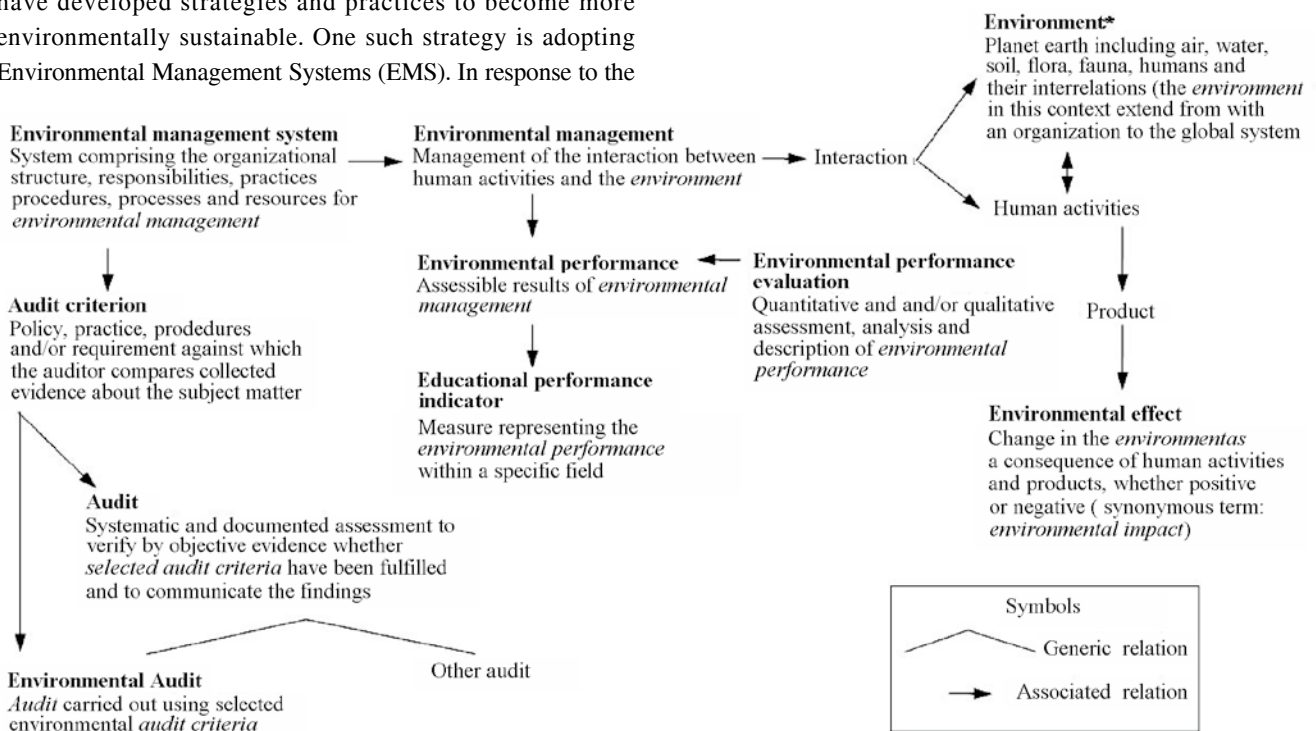 have developed strategies and practices to become more
environmentally sustainable. One such strategy is adopting
Environmental Management Systems (EMS). In response to the
Environment*
Planet earth including air, water,
soil, flora, fauna, humans and
their interrelations (the environment
in this context extend from with
an organization to the global system
Environmental management system
System comprising the organizational
structure, responsibilities, practices
procedures, processes and resources for
environmental management
Environmental management
Management of the interaction between
human activities and the environment
Interaction
Human activities
Audit criterion
Policy, practice, prodedures
and/or requirement against which
the auditor compares collected
evidence about the subject matter
Environmental performance
Assessible results of environmental
management
Environmental performance
evaluation
Quantitative and and/or qualitative
assessment, analysis and
description of environmental
performance
Product
Educational performance
indicator
Measure representing the
environmental performance
within a specific field
Environmental effect
Change in the environmentas
a consequence of human activities
and products, whether positive
or negative ( synonymous term:
environmental impact)
Audit
Systematic and documented assessment to
verify by objective evidence whether
selected audit criteria have been fulfilled
and to communicate the findings
Environmental Audit
Audit carried out using selected
environmental audit criteria
Other audit
Symbols
Generic relation
Associated relation